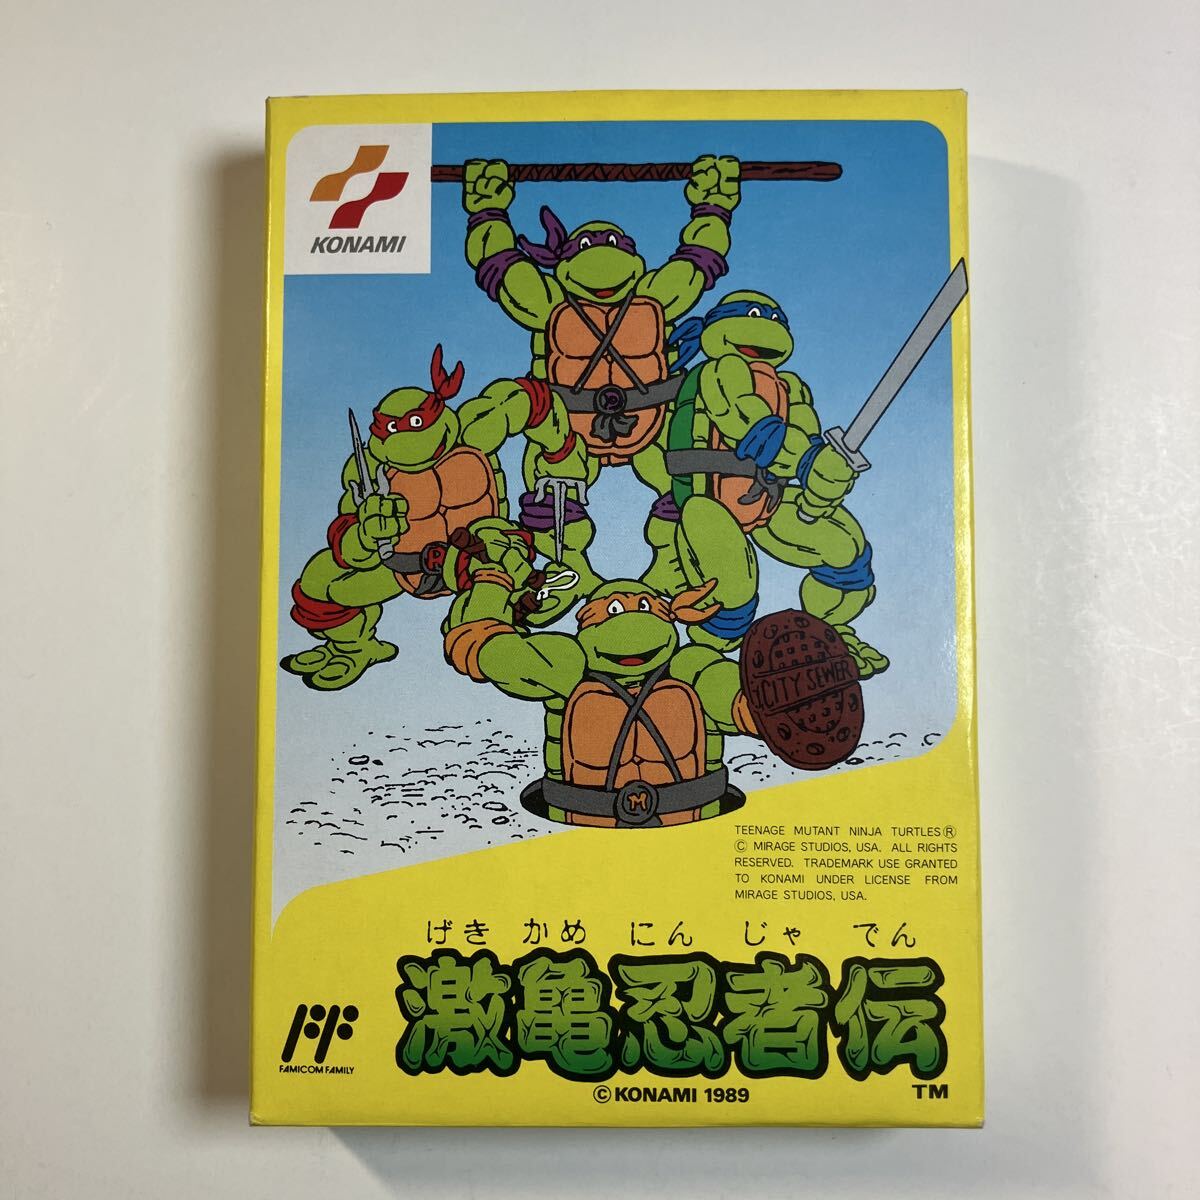 KONAMI
D
R
CITY SEWER
M
TEENAGE MUTANT NINJA TURTLES®
© MIRAGE STUDIOS, USA. ALL RIGHTS
RESERVED. TRADEMARK USE GRANTED
TO KONAMI UNDER LICENSE FROM
MIRAGE STUDIOS, USA.
げき かめ にん じゃ でん
激亀忍者伝
TM
FF
FAMICOM FAMILY
©KONAMI 1989